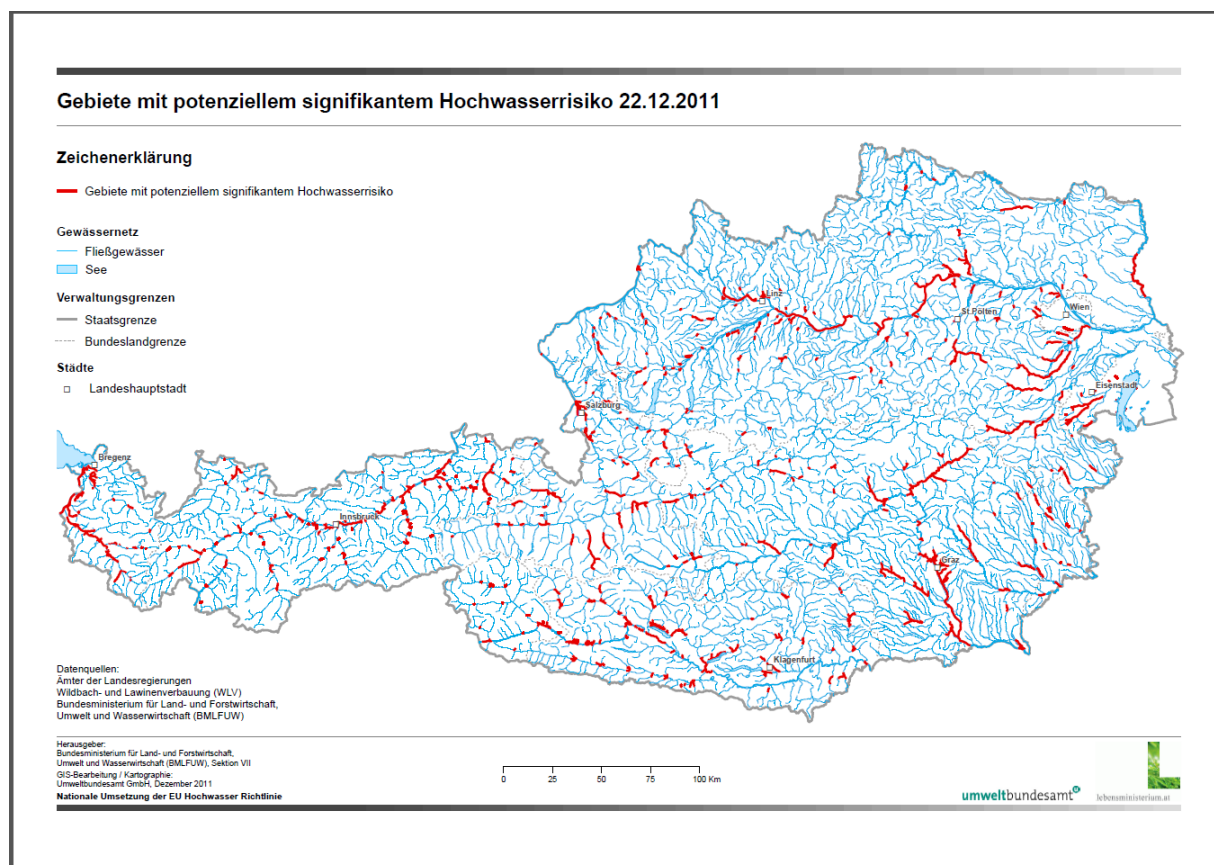 Gebiete mit potenziellem signifikantem Hochwasserrisiko 22.12.2011
Zeichenerklärung
Gebiete mit potenziellem signifikantem Hochwasserrisiko
Gewässernetz
Fließgewässer
See
Verwaltungsgrenzen
Staatsgrenze
Bundeslandgrenze
Städte
Landeshauptstadt
Linz
St.Pölten
Wien
Eisenstadt
Salzburg
Bregenz
Innsbruck
Graz
Klagenfurt
Datenquellen:
Ämter der Landesregierungen
Wildbach- und Lawinenverbauung (WLV)
Bundesministerium für Land- und Forstwirtschaft,
Umwelt und Wasserwirtschaft (BMLFUW)
Herausgeber:
Bundesministerium für Land- und Forstwirtschaft,
Umwelt und Wasserwirtschaft (BMLFUW), Sektion VII
GIS-Bearbeitung / Kartographie:
Umweltbundesamt GmbH, Dezember 2011
Nationale Umsetzung der EU Hochwasser Richtlinie
0 25 50 75 100 Km
umweltbundesamt
lebensministerium.at